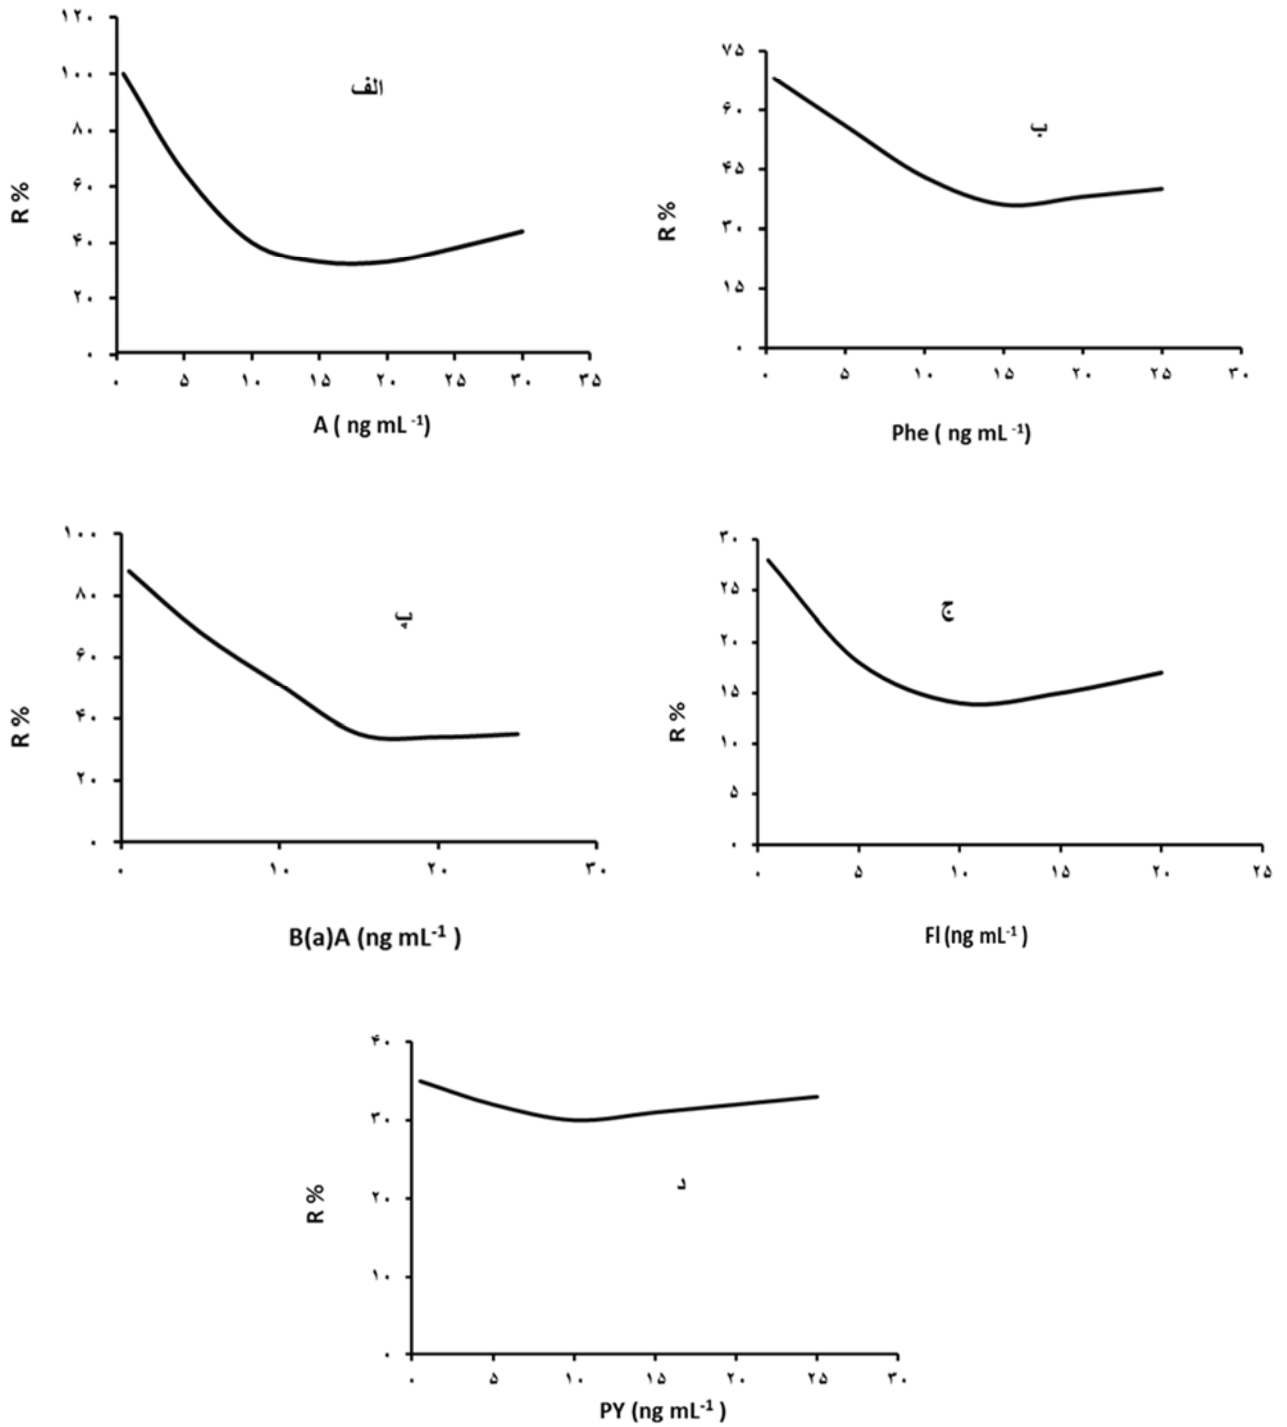 ۱۲۰
۱۰۰
۸۰
۶۰
۴۰
۲۰
۰
R %
الف
۰ ۵ ۱۰ ۱۵ ۲۰ ۲۵ ۳۰ ۳۵
A ( ng mL -1)
۷۵
۶۰
۴۵
۳۰
۱۵
۰
R %
ب
۰ ۵ ۱۰ ۱۵ ۲۰ ۲۵ ۳۰
Phe ( ng mL -1)
۱۰۰
۸۰
۶۰
۴۰
۲۰
۰
R %
۰ ۱۰ ۲۰ ۳۰
B(a)A (ng mL-1 )
۳۰
۲۵
۲۰
۱۵
۱۰
۵
۰
R %
ج
۰ ۵ ۱۰ ۱۵ ۲۰ ۲۵
Fl (ng mL-1 )
۴۰
۳۰
۲۰
۱۰
۰
R %
د
۰ ۵ ۱۰ ۱۵ ۲۰ ۲۵ ۳۰
PY (ng mL-1 )